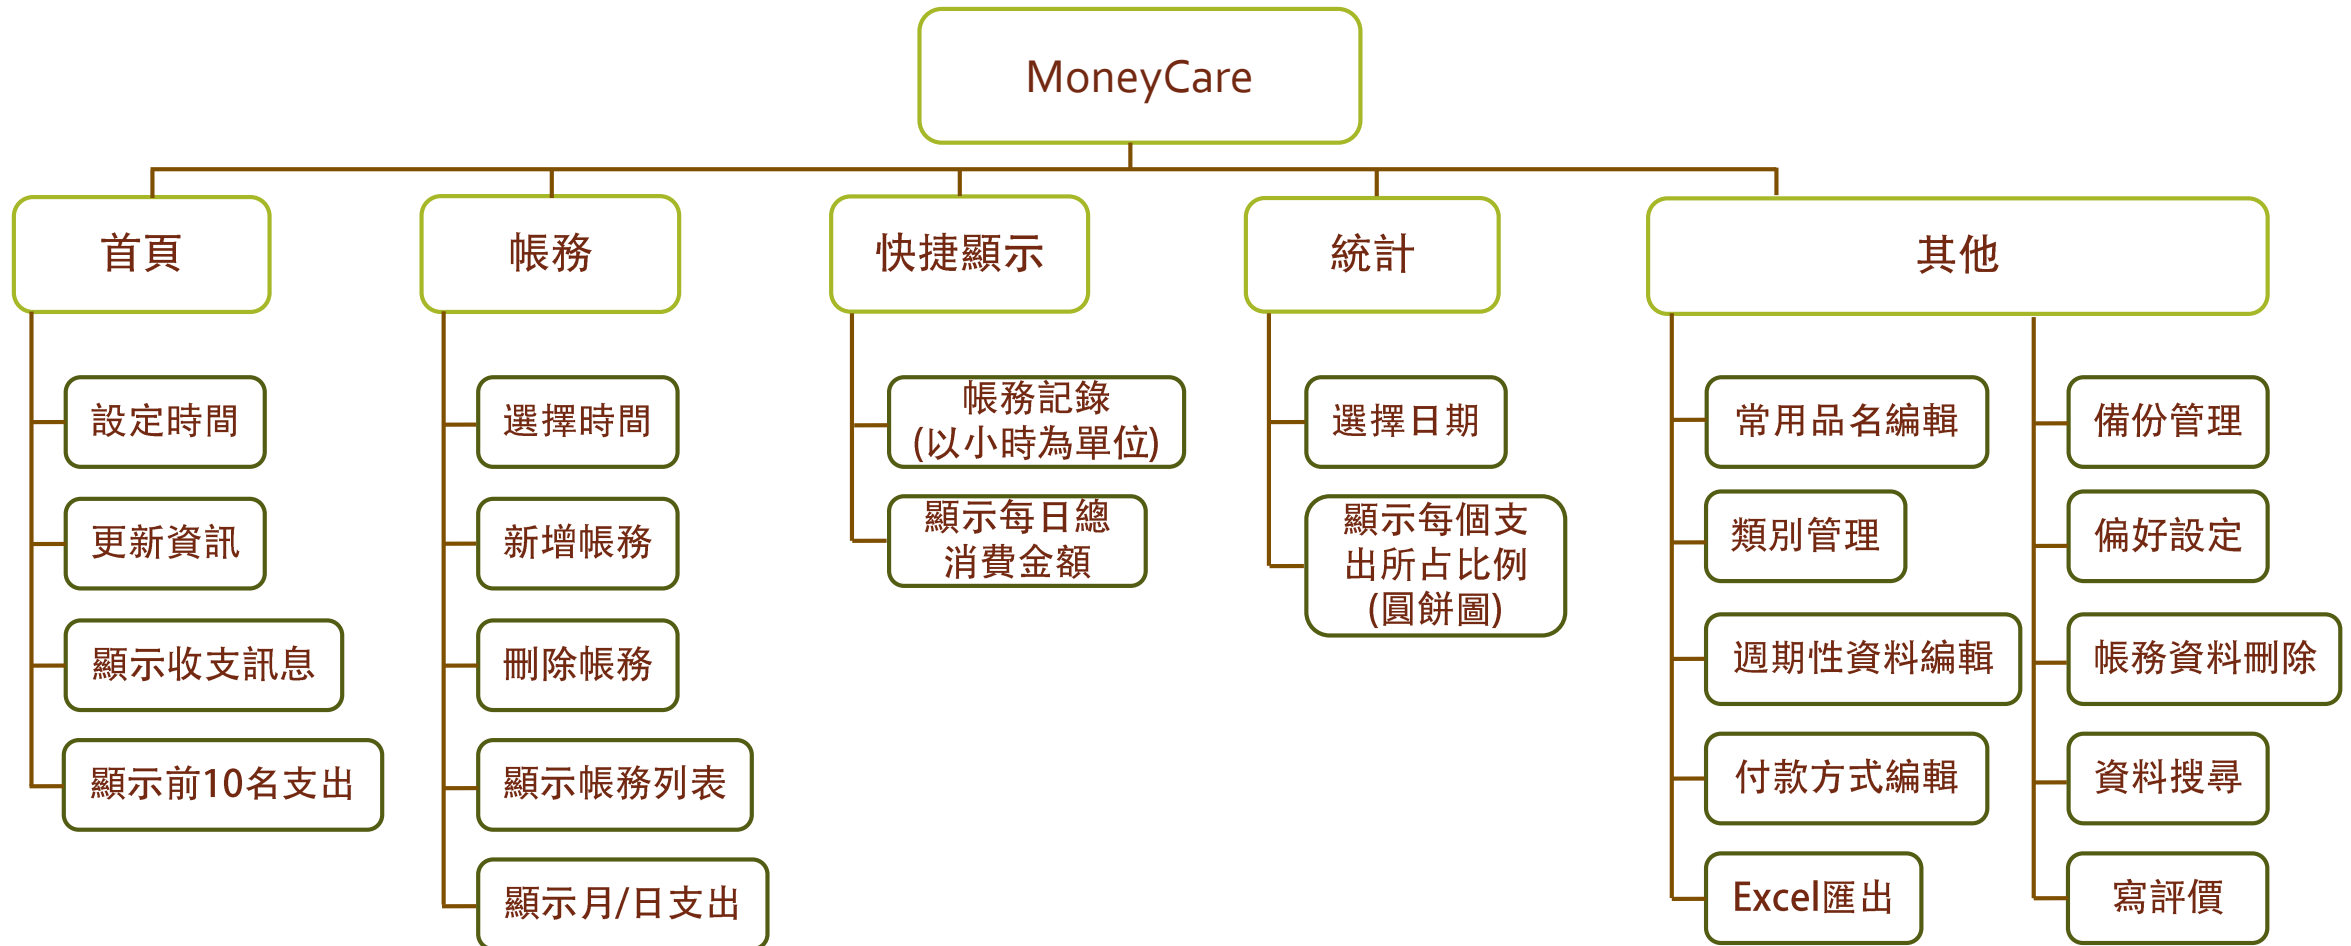 MoneyCare
首頁
帳務
快捷顯示
統計
其他
設定時間
更新資訊
顯示收支訊息
顯示前10名支出
選擇時間
新增帳務
刪除帳務
顯示帳務列表
顯示月/日支出
帳務記錄
(以小時為單位)
顯示每日總
消費金額
選擇日期
顯示每個支
出所占比例
(圓餅圖)
常用品名編輯
類別管理
週期性資料編輯
付款方式編輯
Excel匯出
備份管理
偏好設定
帳務資料刪除
資料搜尋
寫評價